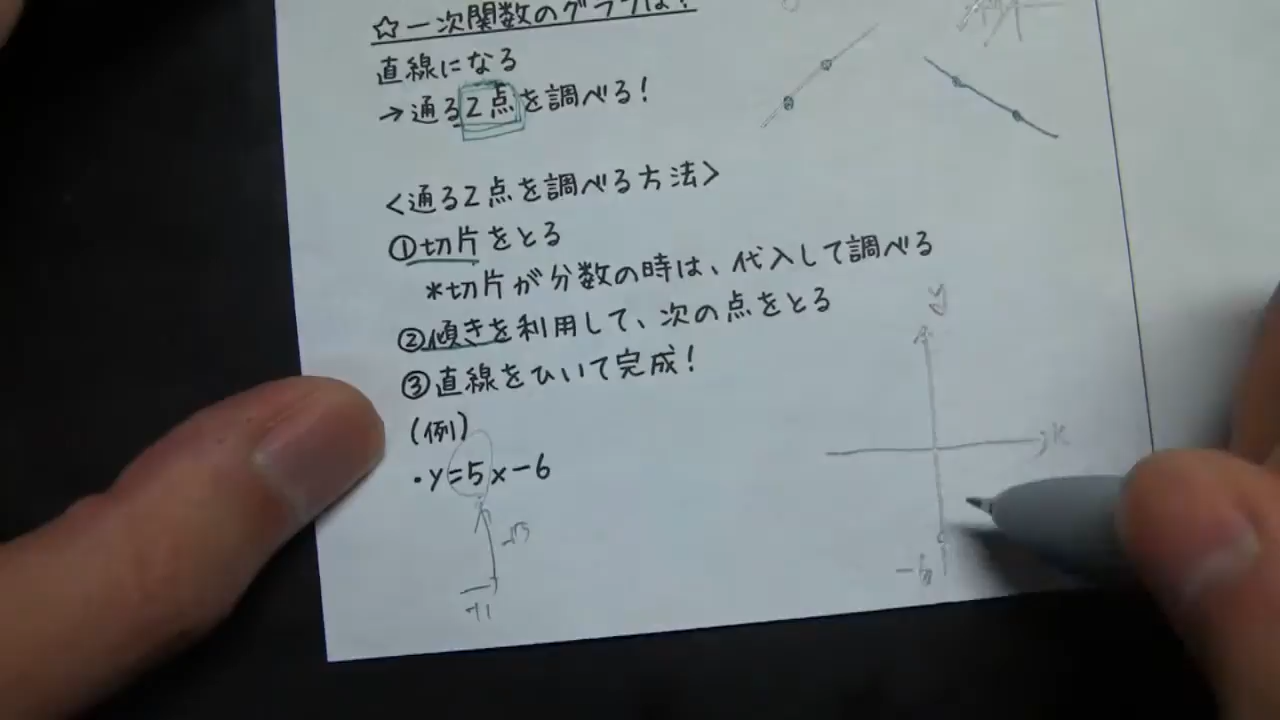 ☆一次関数のグラフは?
直線になる
→通る2点を調べる!
<通る2点を調べる方法>
①切片をとる
*切片が分数の時は、代入して調べる
②傾きを利用して、次の点をとる
③直線をひいて完成!
(例)
・y=5x-6
y
x
-6